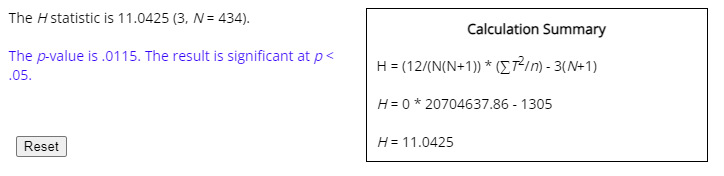 The H statistic is 11.0425 (3, N = 434).
The p-value is .0115. The result is significant at p <
.05.
Reset
Calculation Summary
H = (12/(N(N+1)) * (∑T²/n) - 3(N+1)
H = 0 * 20704637.86 - 1305
H = 11.0425